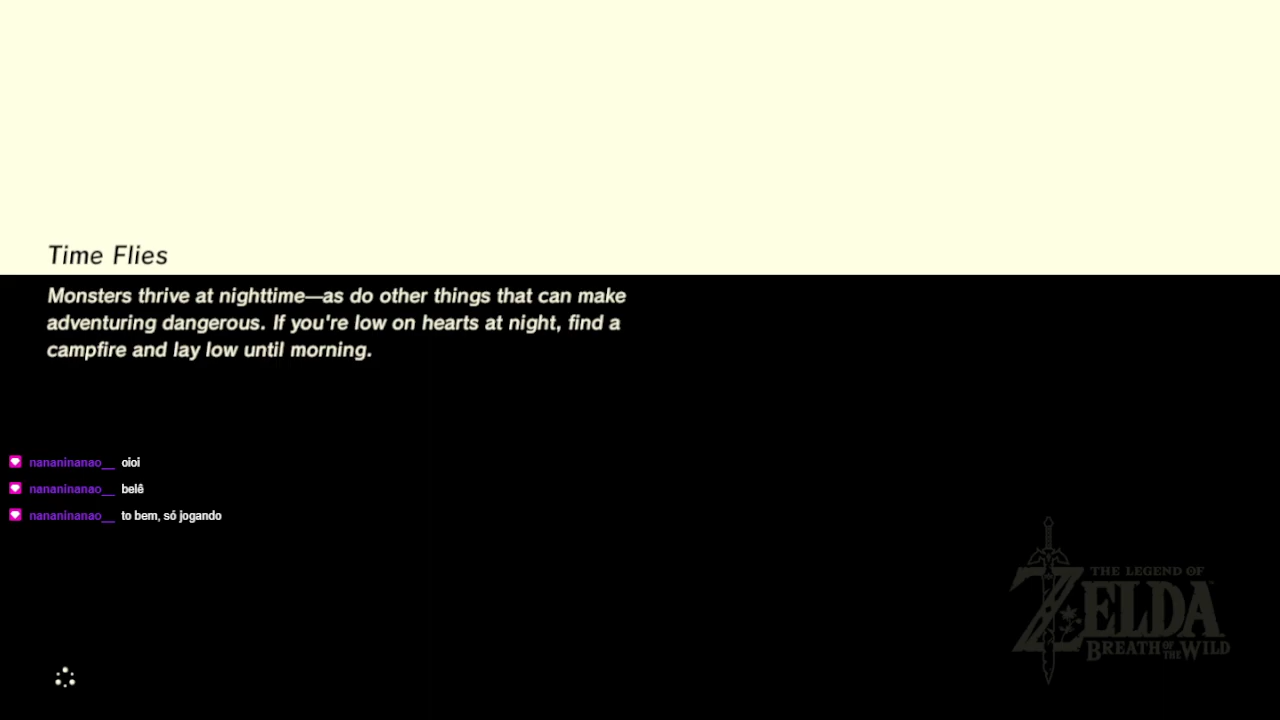 Time Flies
Monsters thrive at nighttime—as do other things that can make
adventuring dangerous. If you're low on hearts at night, find a
campfire and lay low until morning.
nananinanao__ oioi
nananinanao__ belê
nananinanao__ to bem, só jogando
THE LEGEND OF
ZELDA
BREATH OF THE WILD